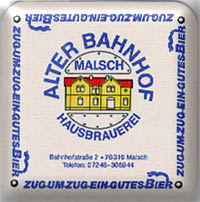 ZUG-UM-ZUG-EIN-GUTES BIER
ALTER BAHNHOF
MALSCH
HAUSBRAUEREI
Bahnhofstraße 2 • 76316 Malsch
Telefon: 07246-305944
ZUG-UM-ZUG-EIN-GUTES BIER
ZUG-UM-ZUG-EIN-GUTES BIER
ZUG-UM-ZUG-EIN-GUTES BIER